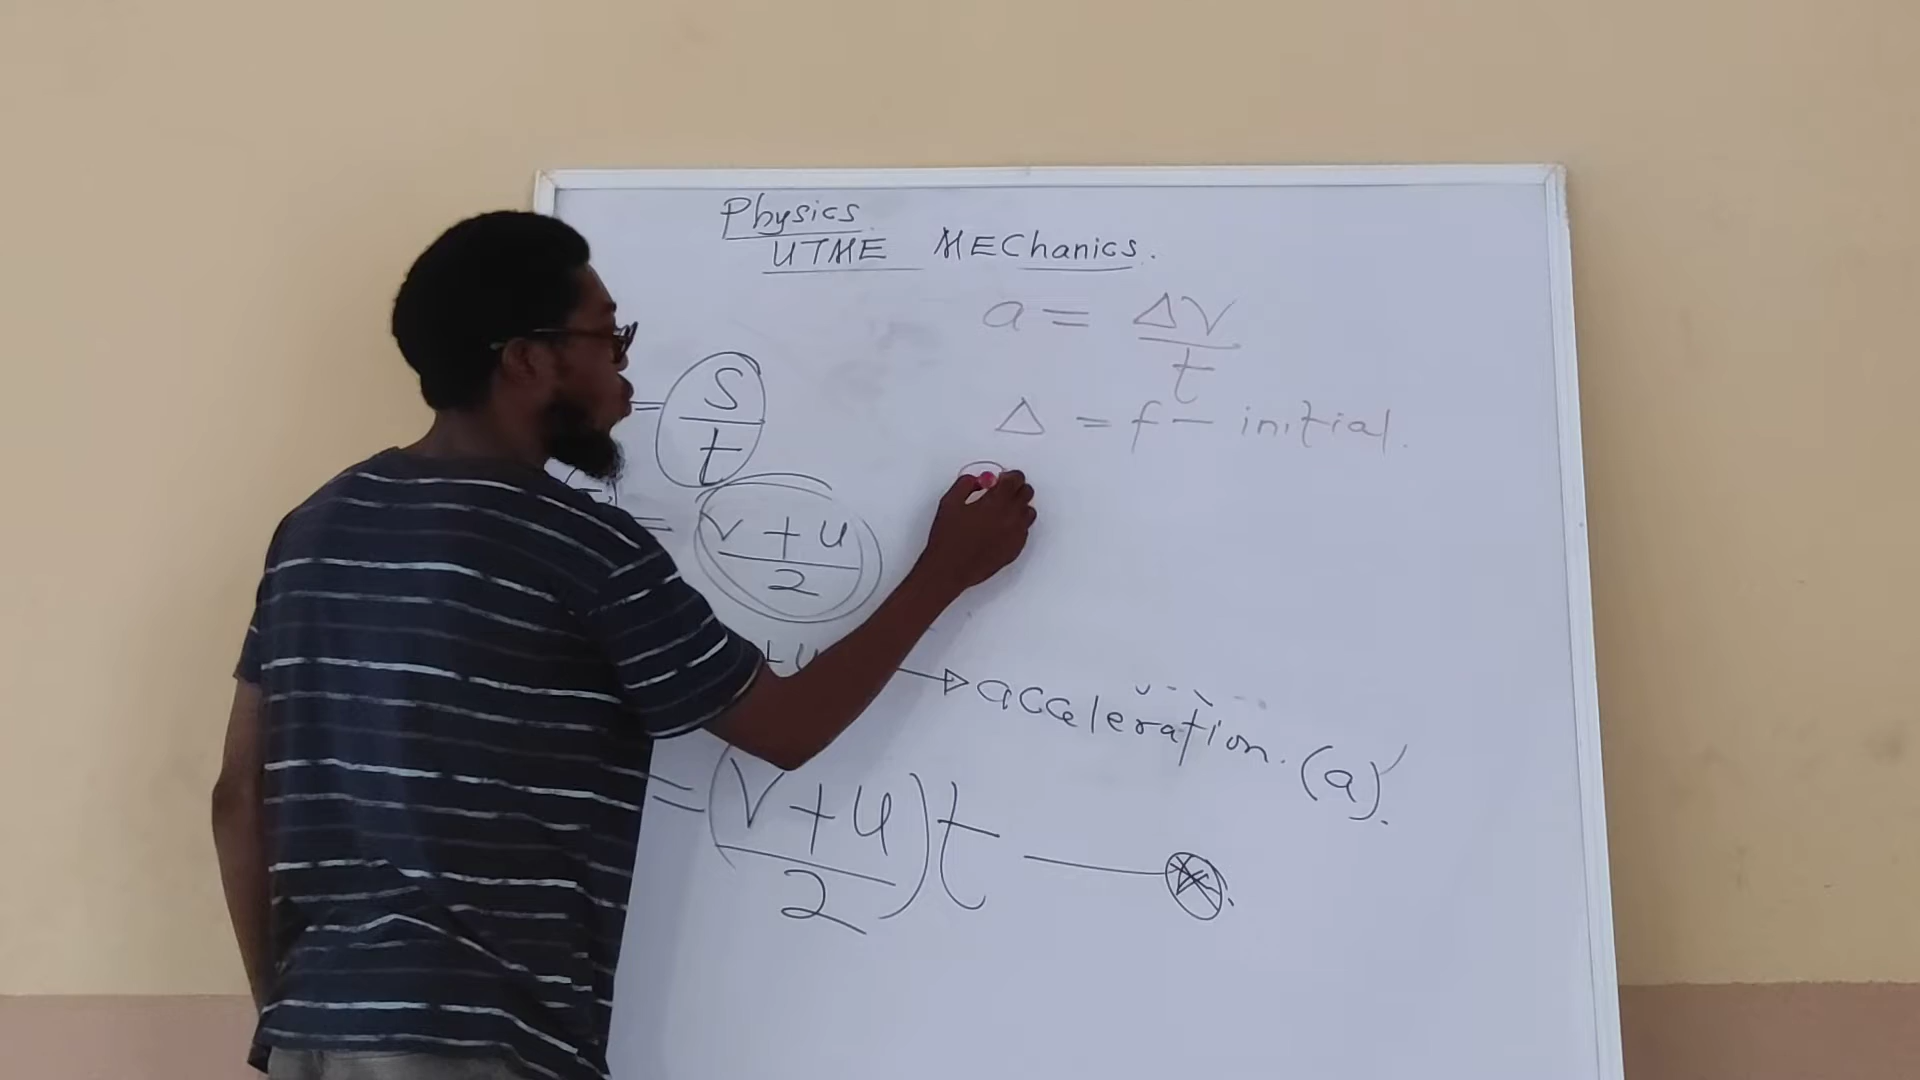 Physics
UTME MEChanics.
a = ΔV/t
Δ = f - initial.
= S/t
= v + u/2
+ u
acceleration. (a).
= (v + u/2)t